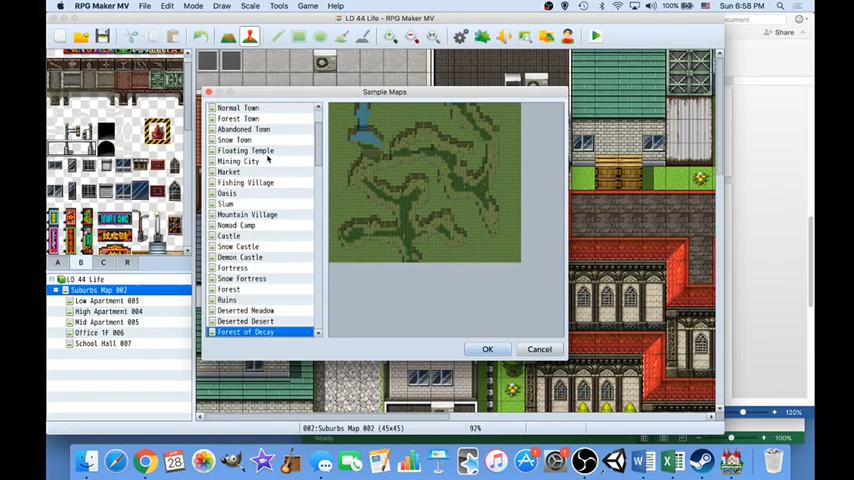 RPG Maker MV File Edit Mode Draw Scale Tools Game Help 100% Sun 6:58 PM
LD 44 Life - RPG Maker MV
ocument
Share
Sample Maps
Normal Town
Forest Town
Abandoned Town
Snow Town
Floating Temple
Mining City
Market
Fishing Village
Oasis
Slum
Mountain Village
Nomad Camp
Castle
Snow Castle
Demon Castle
Fortress
Snow Fortress
Forest
Ruins
Deserted Meadow
Deserted Desert
Forest of Decay
OK Cancel
A B C R
LD 44 Life
Suburbs Map 002
Low Apartment 003
High Apartment 004
Mid Apartment 005
Office 1F 006
School Hall 007
002:Suburbs Map 002 (45x45) 92%
120%
Ready 100%
28